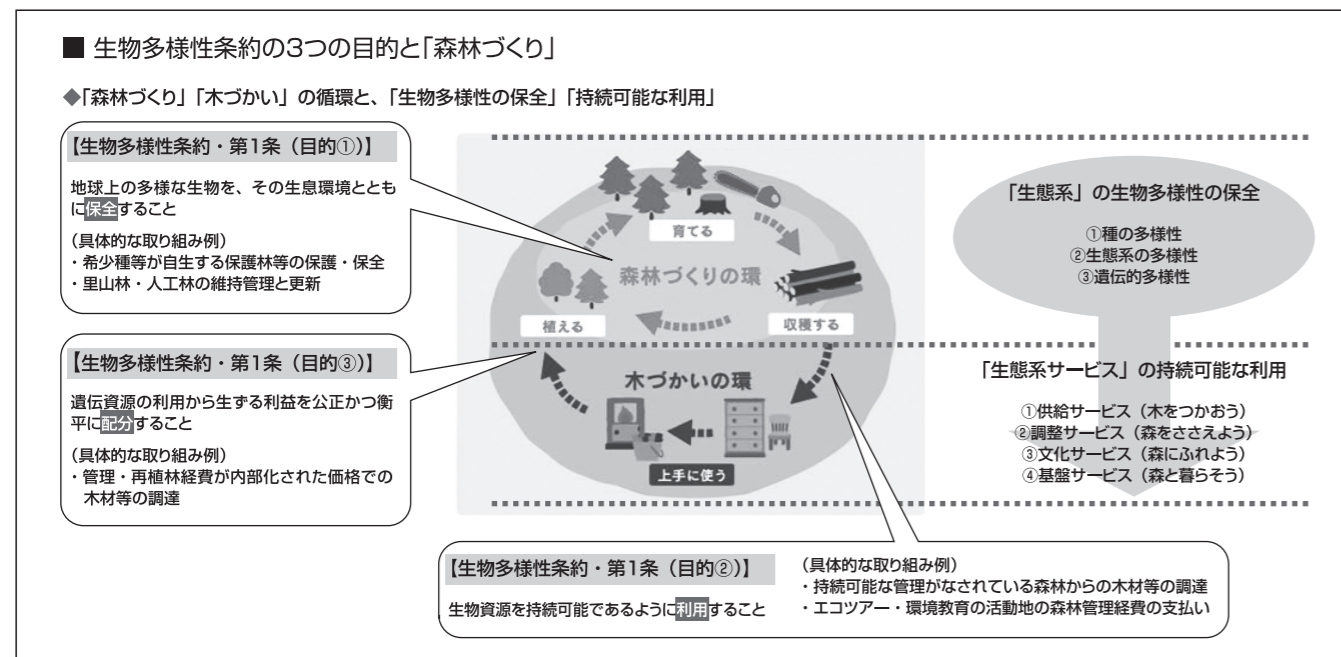 ■ 生物多様性条約の3つの目的と「森林づくり」
◆「森林づくり」「木づかい」の循環と、「生物多様性の保全」「持続可能な利用」
【生物多様性条約・第1条（目的①）】
地球上の多様な生物を、その生息環境ととも
に保全すること
（具体的な取り組み例）
・希少種等が自生する保護林等の保護・保全
・里山林・人工林の維持管理と更新
【生物多様性条約・第1条（目的③）】
遺伝資源の利用から生ずる利益を公正かつ衡
平に配分すること
（具体的な取り組み例）
・管理・再植林経費が内部化された価格での
木材等の調達
育てる
森林づくりの環
植える
収穫する
木づかいの環
上手に使う
「生態系」の生物多様性の保全
①種の多様性
②生態系の多様性
③遺伝的多様性
「生態系サービス」の持続可能な利用
①供給サービス（木をつかおう）
②調整サービス（森をささえよう）
③文化サービス（森にふれよう）
④基盤サービス（森と暮らそう）
【生物多様性条約・第1条（目的②）】
生物資源を持続可能であるように利用すること
（具体的な取り組み例）
・持続可能な管理がなされている森林からの木材等の調達
・エコツアー・環境教育の活動地の森林管理経費の支払い